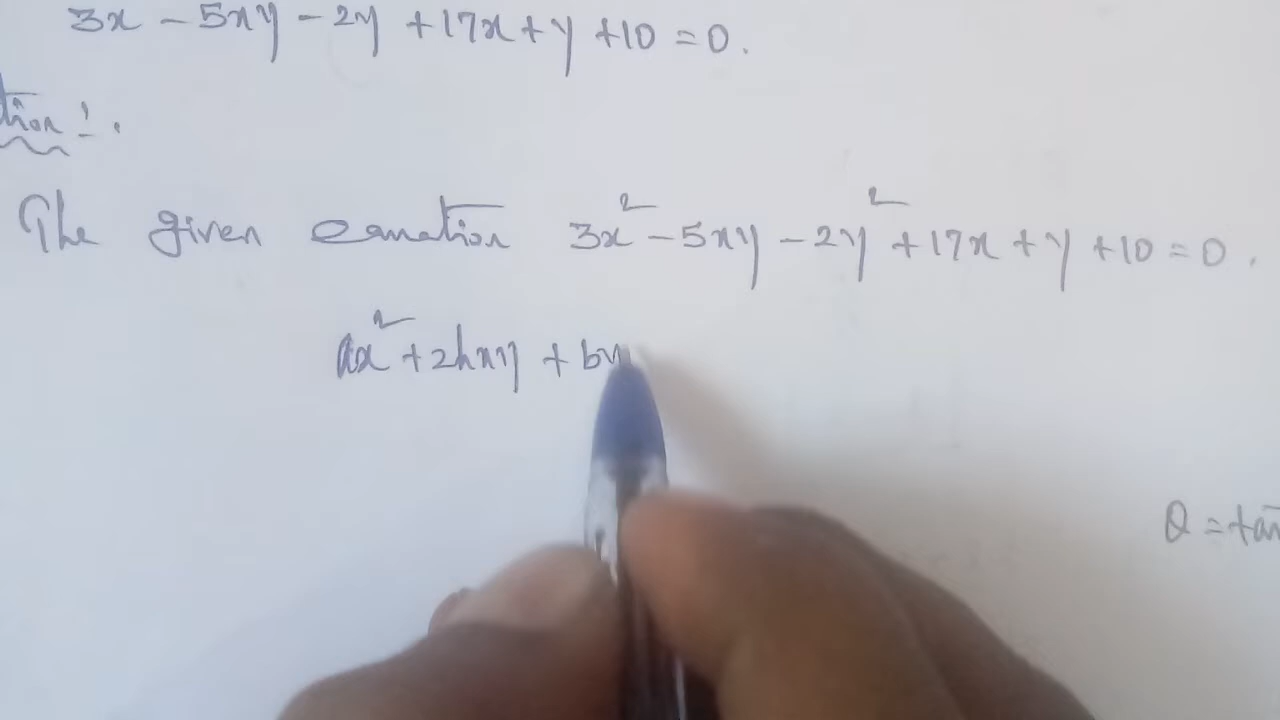 3x - 5xy - 2y + 17x + y + 10 = 0.
tion :.
The given equation 3x² - 5xy - 2y² + 17x + y + 10 = 0.
ax² + 2hxy + by
θ = tan